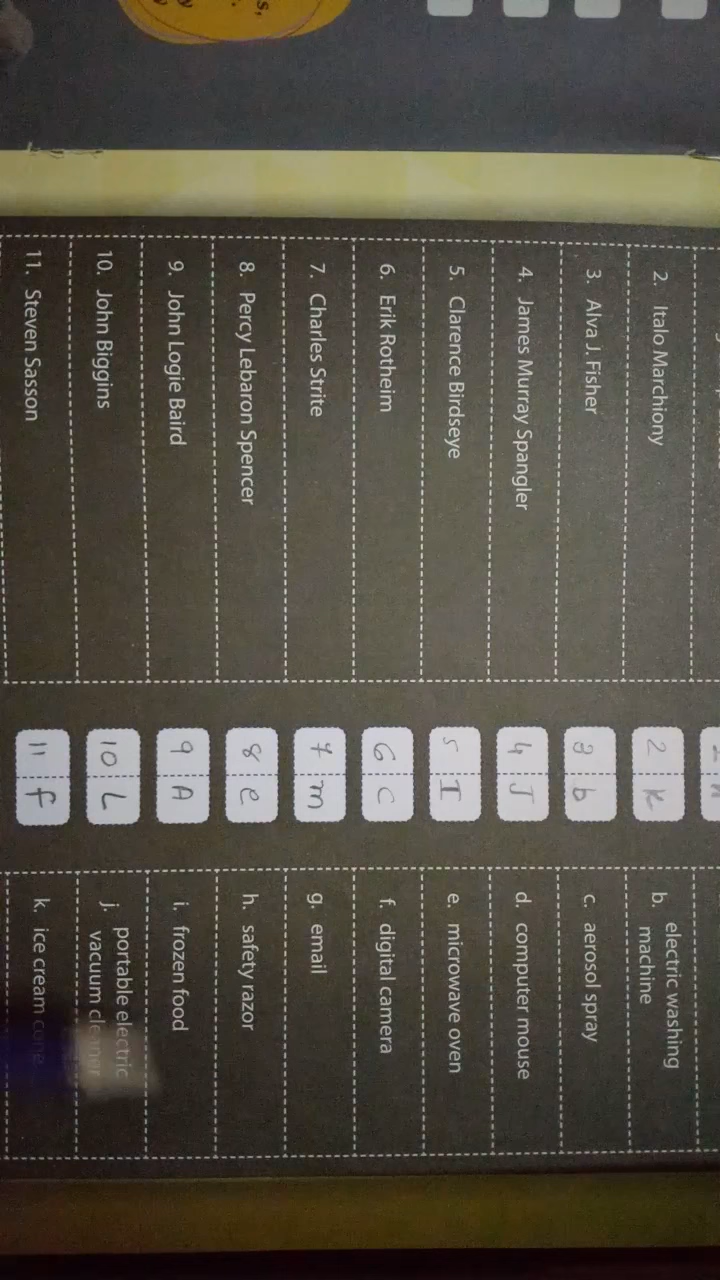 2. Italo Marchiony
3. Alva J. Fisher
4. James Murray Spangler
5. Clarence Birdseye
6. Erik Rotheim
7. Charles Strite
8. Percy Lebaron Spencer
9. John Logie Baird
10. John Biggins
11. Steven Sasson
2 K
3 b
4 J
5 I
6 C
7 m
8 e
9 A
10 L
11 f
b. electric washing
machine
c. aerosol spray
d computer mouse
e. microwave oven
f. digital camera
g. email
h. safety razor
i. frozen food
j. portable electric
vacuum cleaner
k. ice cream cone